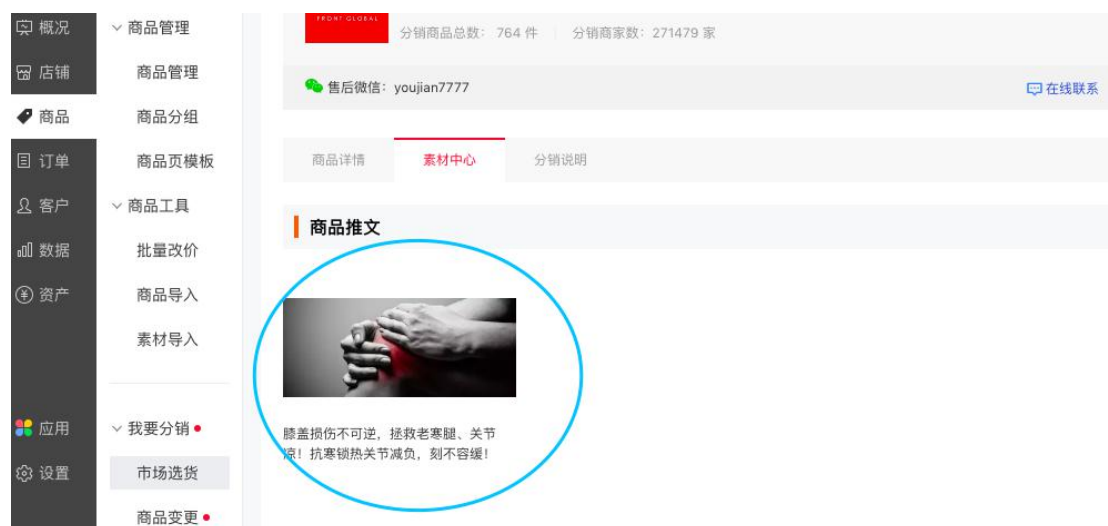 概况
店铺
商品
订单
客户
数据
资产
应用
设置
商品管理
商品管理
商品分组
商品页模板
商品工具
批量改价
商品导入
素材导入
我要分销
市场选货
商品变更
FRONT GLOBAL
分销商品总数：764 件 分销商家数：271479 家
售后微信：youjian7777
在线联系
商品详情 素材中心 分销说明
商品推文
膝盖损伤不可逆，拯救老寒腿、关节
凉！抗寒锁热关节减负，刻不容缓！